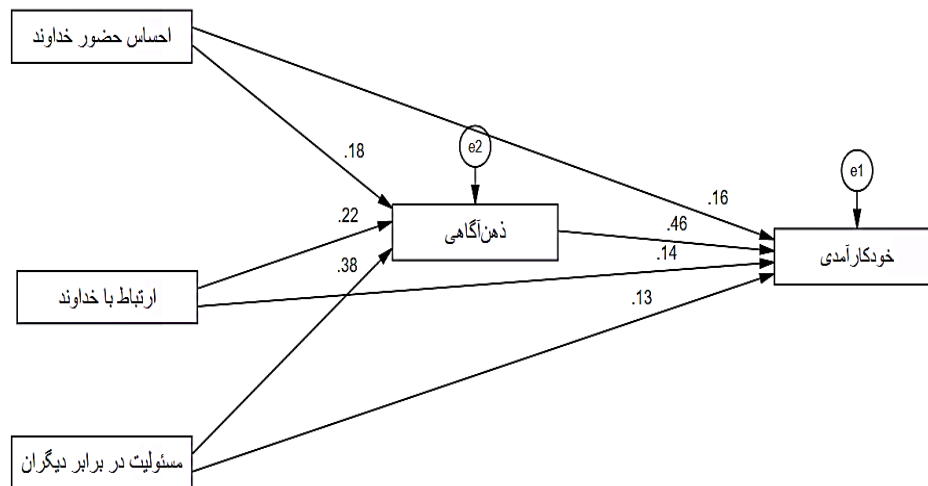 احساس حضور خداوند
e2
e1
.18
.16
.22
ذهن‌آگاهی
.46
خودکارآمدی
.38
.14
ارتباط با خداوند
.13
مسئولیت در برابر دیگران